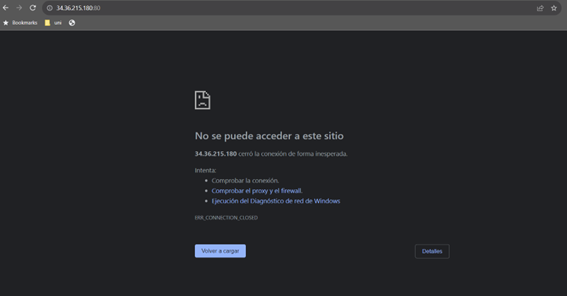 34.36.215.180:80
Bookmarks uni
No se puede acceder a este sitio
34.36.215.180 cerró la conexión de forma inesperada.
Intenta:
Comprobar la conexión.
Comprobar el proxy y el firewall.
Ejecución del Diagnóstico de red de Windows
ERR_CONNECTION_CLOSED
Volver a cargar Detalles